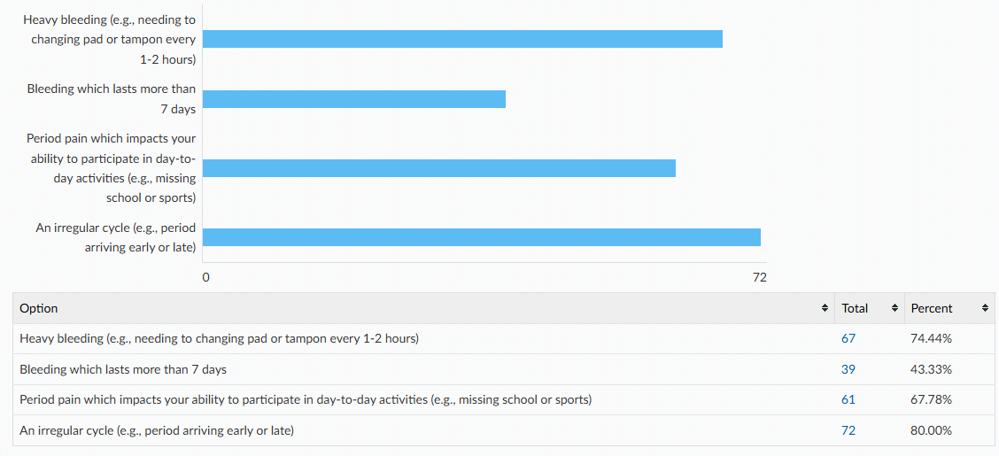 Heavy bleeding (e.g., needing to
changing pad or tampon every
1-2 hours)
Bleeding which lasts more than
7 days
Period pain which impacts your
ability to participate in day-to-
day activities (e.g., missing
school or sports)
An irregular cycle (e.g., period
arriving early or late)
0 72
Option Total Percent
Heavy bleeding (e.g., needing to changing pad or tampon every 1-2 hours) 67 74.44%
Bleeding which lasts more than 7 days 39 43.33%
Period pain which impacts your ability to participate in day-to-day activities (e.g., missing school or sports) 61 67.78%
An irregular cycle (e.g., period arriving early or late) 72 80.00%